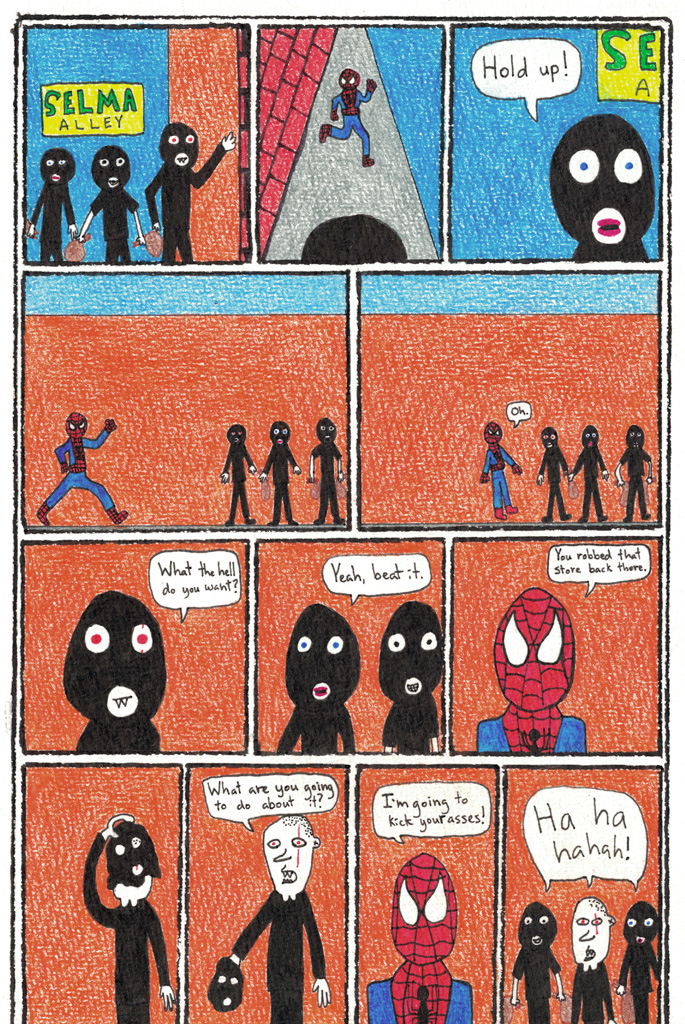 SELMA
ALLEY
Hold up!
SE
A
Oh.
What the hell
do you want?
Yeah, beat it.
You robbed that
store back there.
What are you going
to do about it?
I'm going to
kick your asses!
Ha ha
hahah!